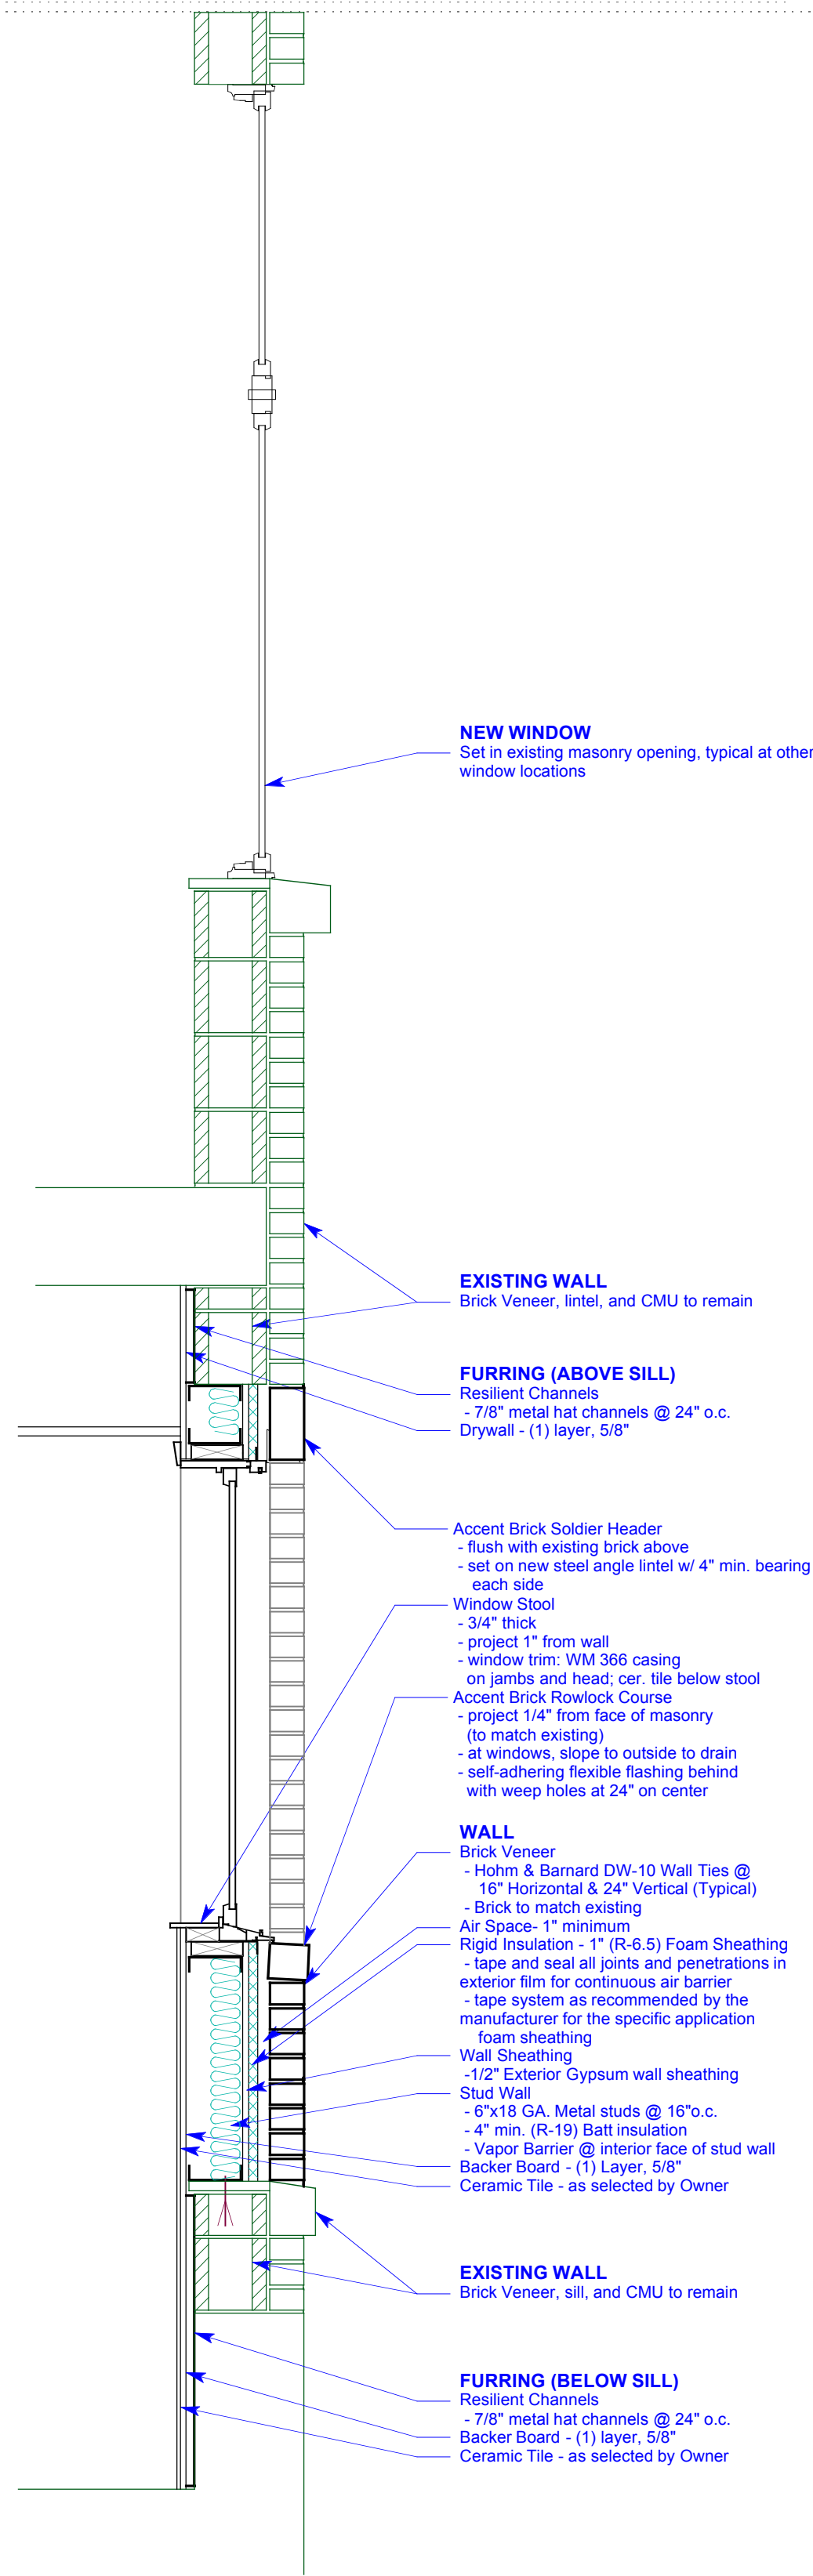 NEW WINDOW
Set in existing masonry opening, typical at other
window locations
EXISTING WALL
Brick Veneer, lintel, and CMU to remain
FURRING (ABOVE SILL)
Resilient Channels
- 7/8" metal hat channels @ 24" o.c.
Drywall - (1) layer, 5/8"
Accent Brick Soldier Header
- flush with existing brick above
- set on new steel angle lintel w/ 4" min. bearing
each side
Window Stool
- 3/4" thick
- project 1" from wall
- window trim: WM 366 casing
on jambs and head; cer. tile below stool
Accent Brick Rowlock Course
- project 1/4" from face of masonry
(to match existing)
- at windows, slope to outside to drain
- self-adhering flexible flashing behind
with weep holes at 24" on center
WALL
Brick Veneer
- Hohm & Barnard DW-10 Wall Ties @
16" Horizontal & 24" Vertical (Typical)
- Brick to match existing
Air Space- 1" minimum
Rigid Insulation - 1" (R-6.5) Foam Sheathing
- tape and seal all joints and penetrations in
exterior film for continuous air barrier
- tape system as recommended by the
manufacturer for the specific application
foam sheathing
Wall Sheathing
-1/2" Exterior Gypsum wall sheathing
Stud Wall
- 6"x18 GA. Metal studs @ 16"o.c.
- 4" min. (R-19) Batt insulation
- Vapor Barrier @ interior face of stud wall
Backer Board - (1) Layer, 5/8"
Ceramic Tile - as selected by Owner
EXISTING WALL
Brick Veneer, sill, and CMU to remain
FURRING (BELOW SILL)
Resilient Channels
- 7/8" metal hat channels @ 24" o.c.
Backer Board - (1) layer, 5/8"
Ceramic Tile - as selected by Owner